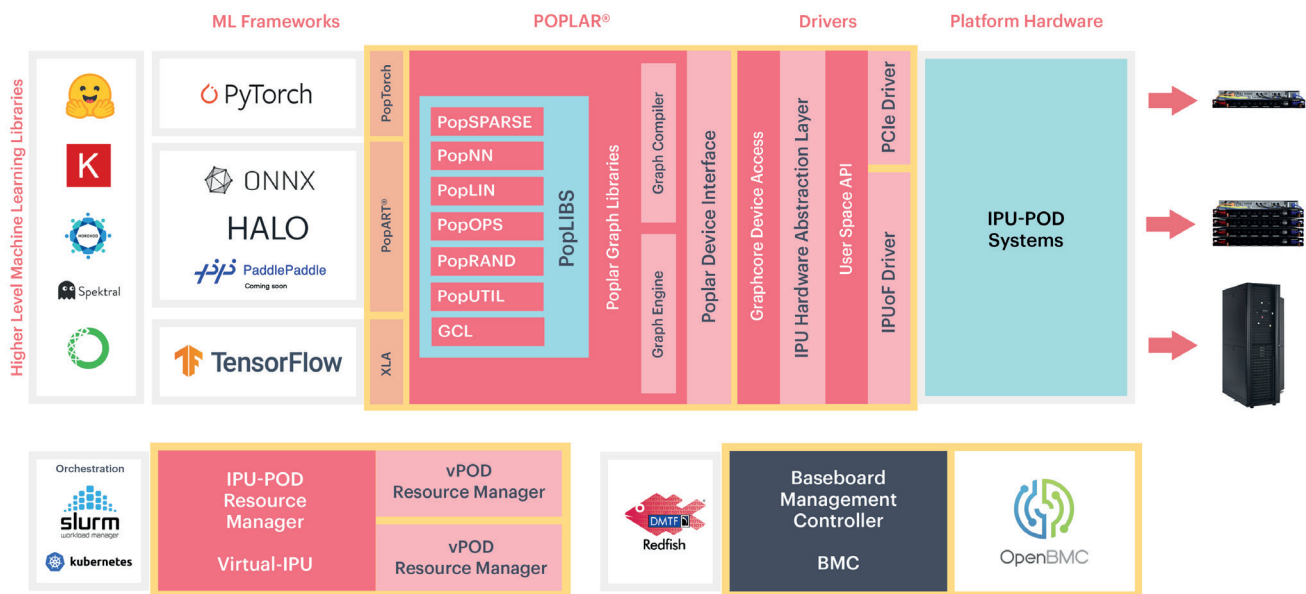 ML Frameworks
POPLAR®
Drivers
Platform Hardware
Higher Level Machine Learning Libraries
K
HOROVOD
Spektral
PyTorch
ONNX
HALO
PaddlePaddle
Coming soon
TensorFlow
PopTorch
PopART®
XLA
PopSPARSE
PopNN
PopLIN
PopOPS
PopRAND
PopUTIL
GCL
PopLIBS
Poplar Graph Libraries
Graph Compiler
Graph Engine
Poplar Device Interface
Graphcore Device Access
IPU Hardware Abstraction Layer
User Space API
PCIe Driver
IPUoF Driver
IPU-POD
Systems
Orchestration
slurm
workload manager
kubernetes
IPU-POD
Resource
Manager
Virtual-IPU
vPOD
Resource Manager
vPOD
Resource Manager
DMTF
Redfish
Baseboard
Management
Controller
BMC
OpenBMC